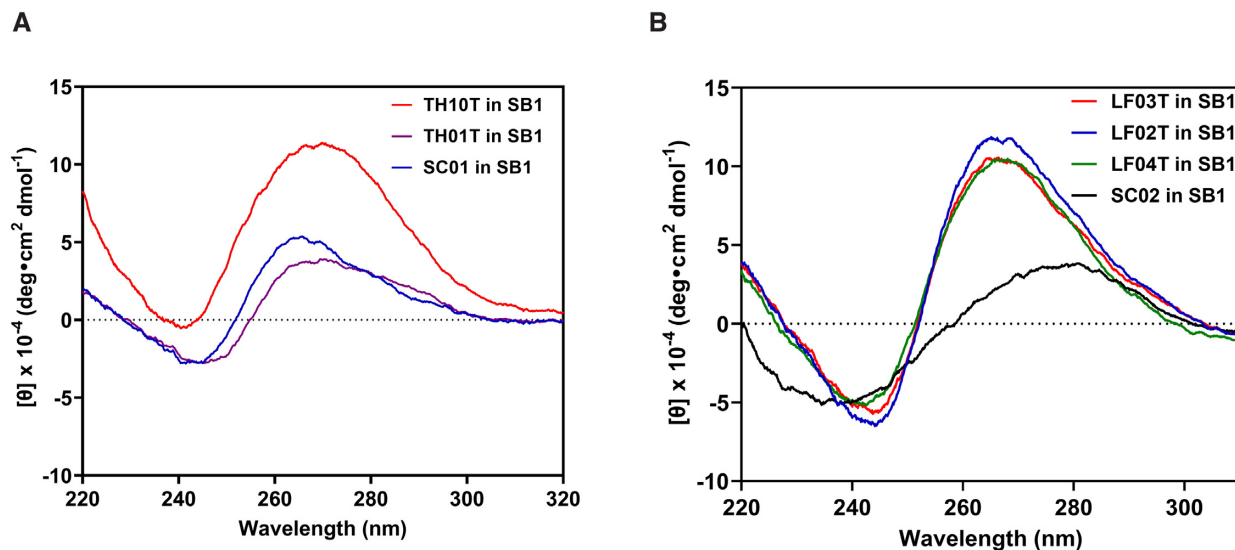 A
B
[θ] x 10⁻⁴ (deg•cm² dmol⁻¹)
15
10
5
0
-5
-10
220 240 260 280 300 320
Wavelength (nm)
TH10T in SB1
TH01T in SB1
SC01 in SB1
[θ] x 10⁻⁴ (deg•cm² dmol⁻¹)
15
10
5
0
-5
-10
220 240 260 280 300
Wavelength (nm)
LF03T in SB1
LF02T in SB1
LF04T in SB1
SC02 in SB1